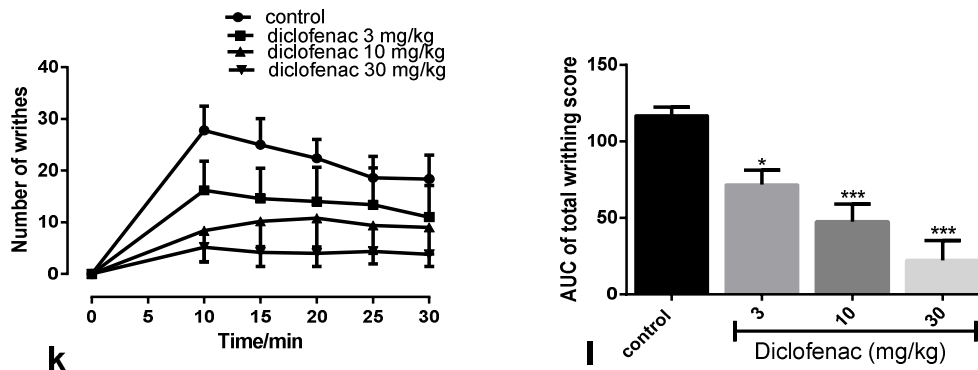 control
diclofenac 3 mg/kg
diclofenac 10 mg/kg
diclofenac 30 mg/kg
Number of writhes
40
30
20
10
0
0 5 10 15 20 25 30
Time/min
k
AUC of total writhing score
150
100
50
0
*
***
***
control 3 10 30
Diclofenac (mg/kg)
l